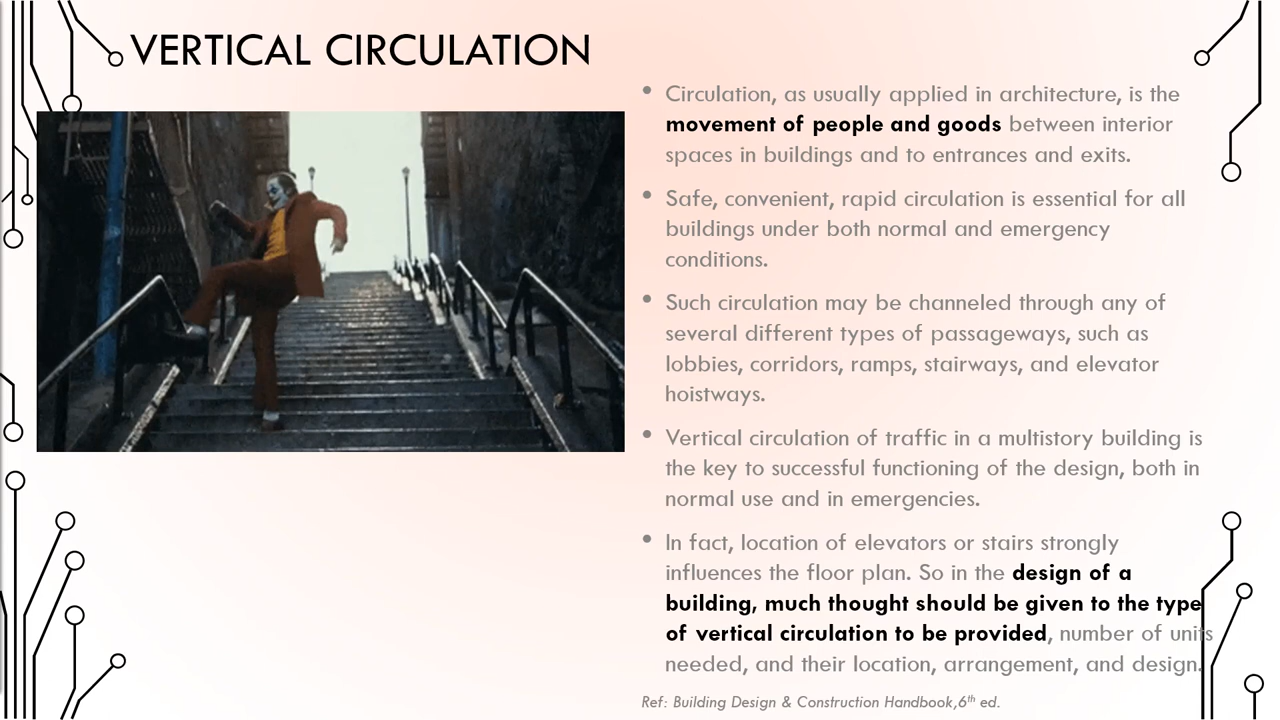 VERTICAL CIRCULATION
• Circulation, as usually applied in architecture, is the
movement of people and goods between interior
spaces in buildings and to entrances and exits.
• Safe, convenient, rapid circulation is essential for all
buildings under both normal and emergency
conditions.
• Such circulation may be channeled through any of
several different types of passageways, such as
lobbies, corridors, ramps, stairways, and elevator
hoistways.
• Vertical circulation of traffic in a multistory building is
the key to successful functioning of the design, both in
normal use and in emergencies.
• In fact, location of elevators or stairs strongly
influences the floor plan. So in the design of a
building, much thought should be given to the type
of vertical circulation to be provided, number of units
needed, and their location, arrangement, and design.
Ref: Building Design & Construction Handbook,6th ed.